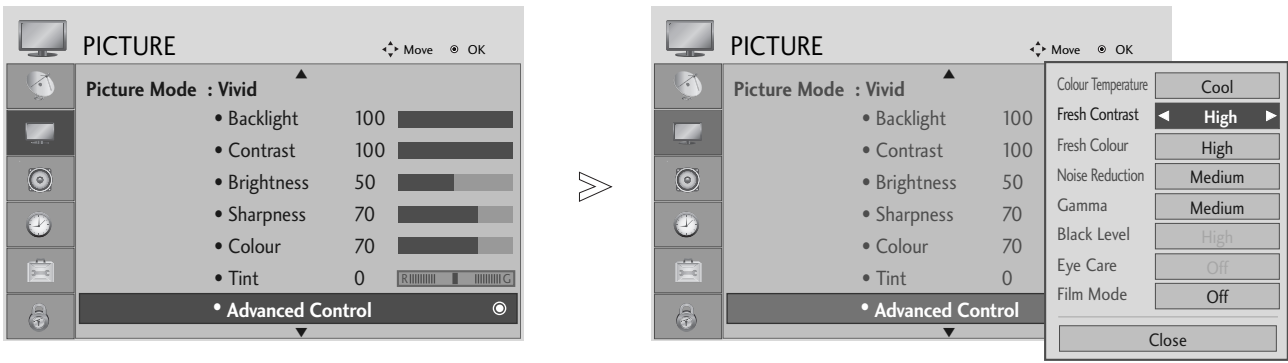 PICTURE
Move OK
Picture Mode : Vivid
• Backlight 100
• Contrast 100
• Brightness 50
• Sharpness 70
• Colour 70
• Tint 0 R G
• Advanced Control
PICTURE
Move OK
Picture Mode : Vivid
• Backlight 100
• Contrast 100
• Brightness 50
• Sharpness 70
• Colour 70
• Tint 0
• Advanced Control
Colour Temperature Cool
Fresh Contrast High
Fresh Colour High
Noise Reduction Medium
Gamma Medium
Black Level High
Eye Care Off
Film Mode Off
Close